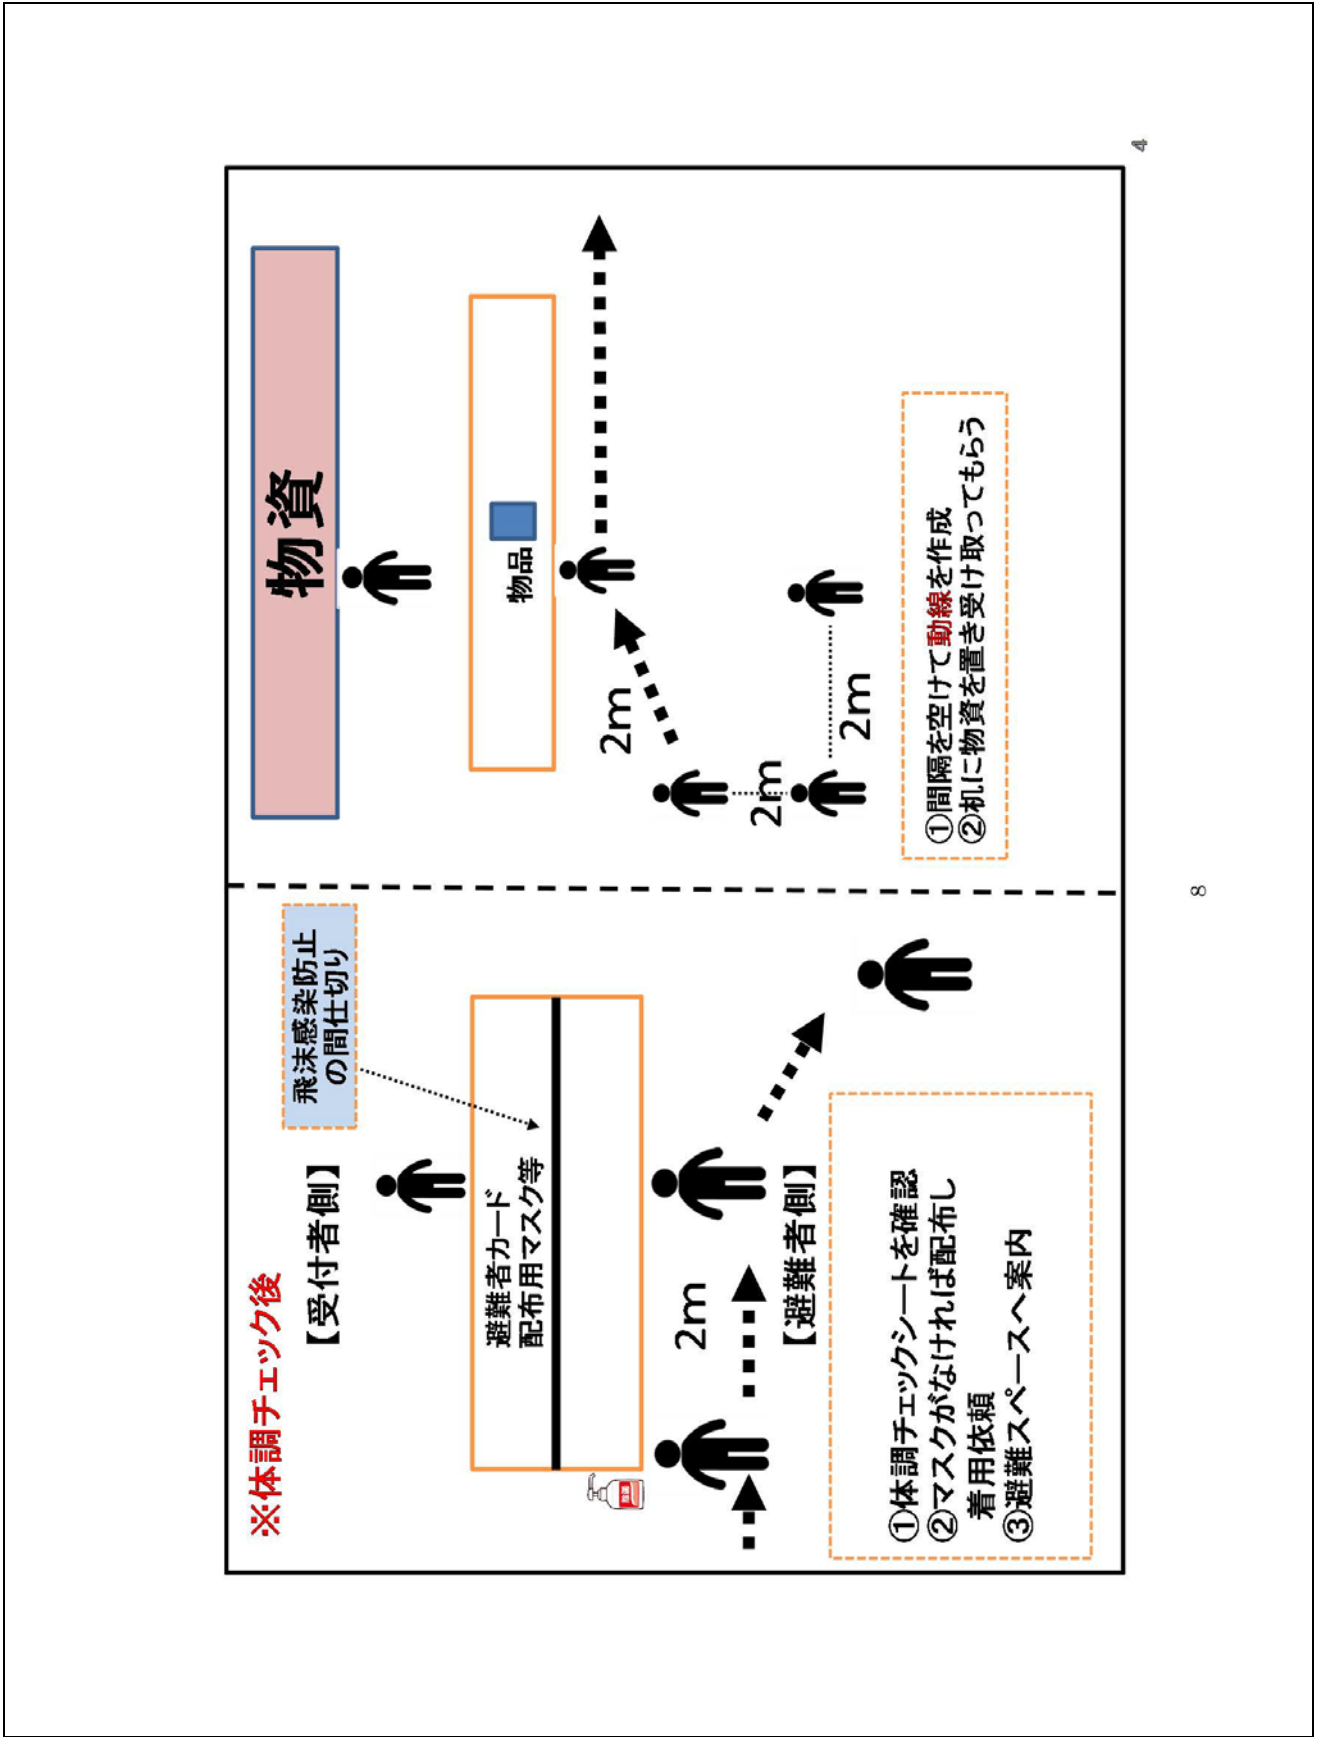 ※体調チェック後
【受付者側】
飛沫感染防止
の間仕切り
避難者カード
配布用マスク等
2m
【避難者側】
①体調チェックシートを確認
②マスクがなければ配布し
着用依頼
③避難スペースへ案内
物資
物品
2m
2m
2m
①間隔を空けて動線を作成
②机に物資を置き受け取ってもらう
4
8